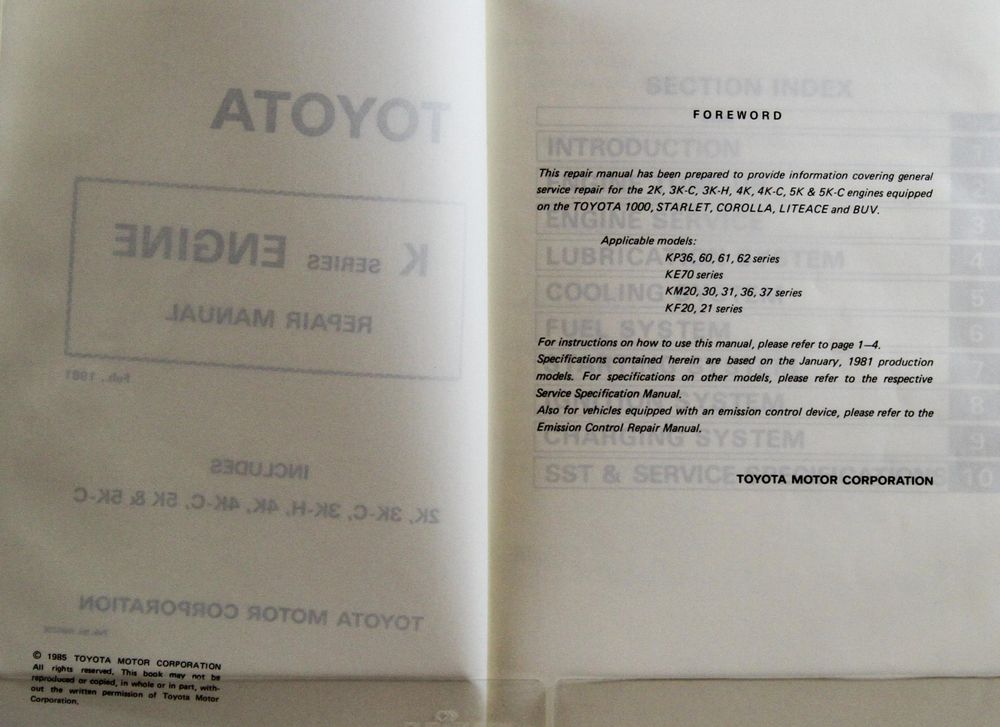 TOYOTA
K SERIES ENGINE
REPAIR MANUAL
Feb., 1981
INCLUDES
2K, 3K-C, 3K-H, 4K, 4K-C, 5K & 5K-C
TOYOTA MOTOR CORPORATION
© 1985 TOYOTA MOTOR CORPORATION
All rights reserved. This book may not be
reproduced or copied, in whole or in part, with-
out the written permission of Toyota Motor
Corporation.
SECTION INDEX
FOREWORD
INTRODUCTION
This repair manual has been prepared to provide information covering general
service repair for the 2K, 3K-C, 3K-H, 4K, 4K-C, 5K & 5K-C engines equipped
on the TOYOTA 1000, STARLET, COROLLA, LITEACE and BUV.
ENGINE SERVICE
3
Applicable models:
LUBRICATION SYSTEM
4
KP36, 60, 61, 62 series
KE70 series
COOLING
5
KM20, 30, 31, 36, 37 series
KF20, 21 series
FUEL SYSTEM
6
For instructions on how to use this manual, please refer to page 1–4.
Specifications contained herein are based on the January, 1981 production
models. For specifications on other models, please refer to the respective
Service Specification Manual.
SYSTEM
8
Also for vehicles equipped with an emission control device, please refer to the
Emission Control Repair Manual.
CHARGING SYSTEM
9
SST & SERVICE SPECIFICATIONS
10
TOYOTA MOTOR CORPORATION